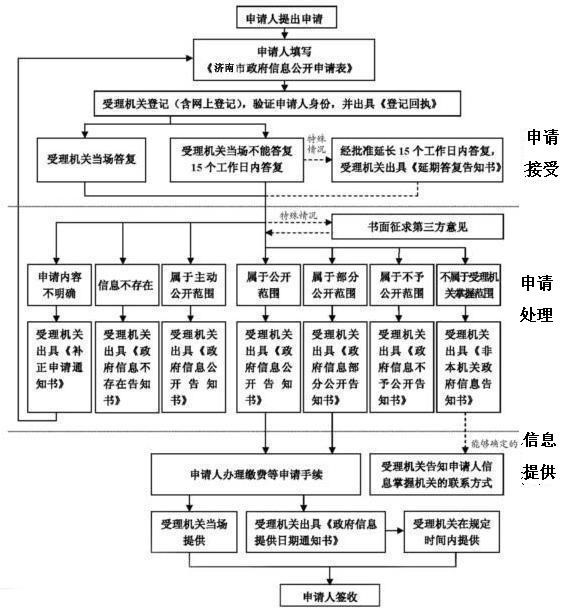 申请人提出申请
申请人填写
《济南市政府信息公开申请表》
受理机关登记（含网上登记），验证申请人身份，并出具《登记回执》
受理机关当场答复
受理机关当场不能答复
15个工作日内答复
特殊
情况
经批准延长15个工作日内答复，
受理机关出具《延期答复告知书》
申请
接受
特殊情况
书面征求第三方意见
申请内容
不明确
信息不存在
属于主动
公开范围
属于公开
范围
属于部分
公开范围
属于不予
公开范围
不属于受理机
关掌握范围
申请
处理
受理机关
出具《补
正申请通
知书》
受理机关
出具《政
府信息不
存在告知
书》
受理机关
出具《政
府信息公
开告知
书》
受理机关
出具《政
府信息公
开告知
书》
受理机关
出具《政
府信息部
分公开告
知书》
受理机关
出具《政
府信息不
予公开告
知书》
受理机关
出具《非
本机关政
府信息告
知书》
能够确定的
信息
提供
申请人办理缴费等申请手续
受理机关告知申请人信
息掌握机关的联系方式
受理机关当场
提供
受理机关出具《政府信息
提供日期通知书》
受理机关在规定
时间内提供
申请人签收